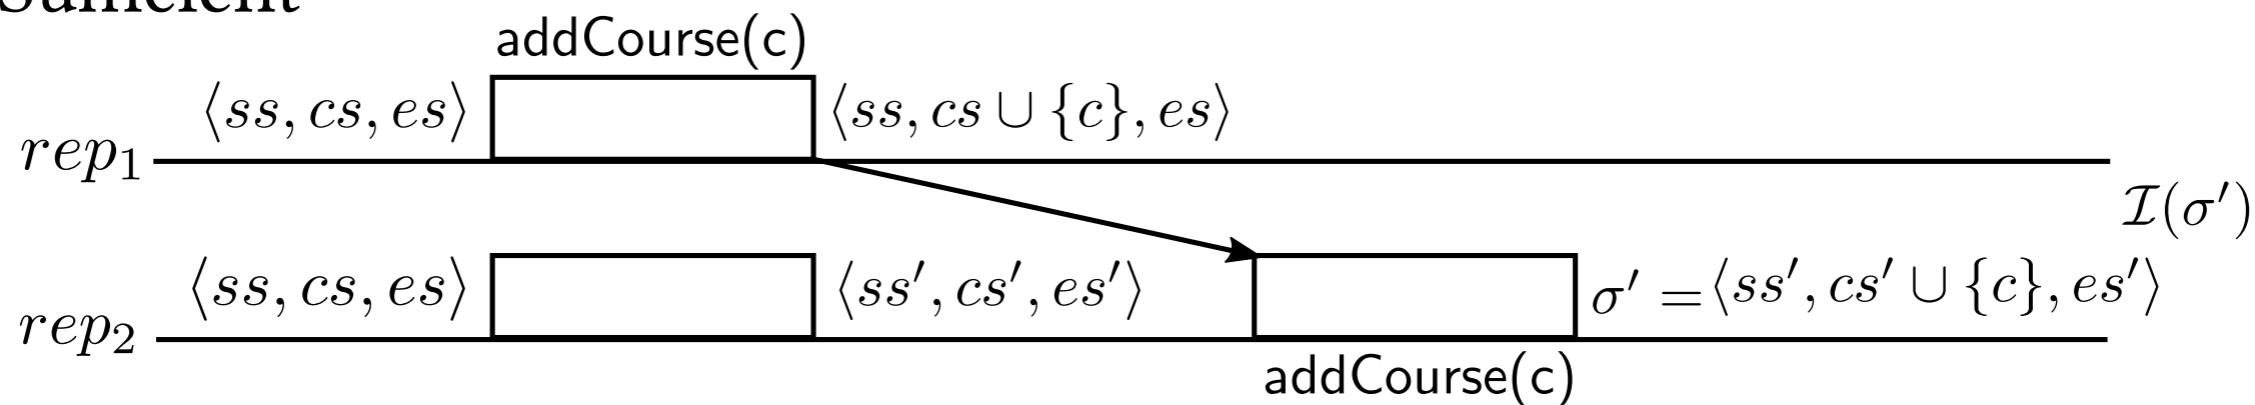 Sufficient
addCourse(c)
⟨ss, cs, es⟩ ⟨ss, cs ∪ {c}, es⟩
rep₁
I(σ′)
⟨ss, cs, es⟩ ⟨ss′, cs′, es′⟩ σ′ = ⟨ss′, cs′ ∪ {c}, es′⟩
rep₂
addCourse(c)